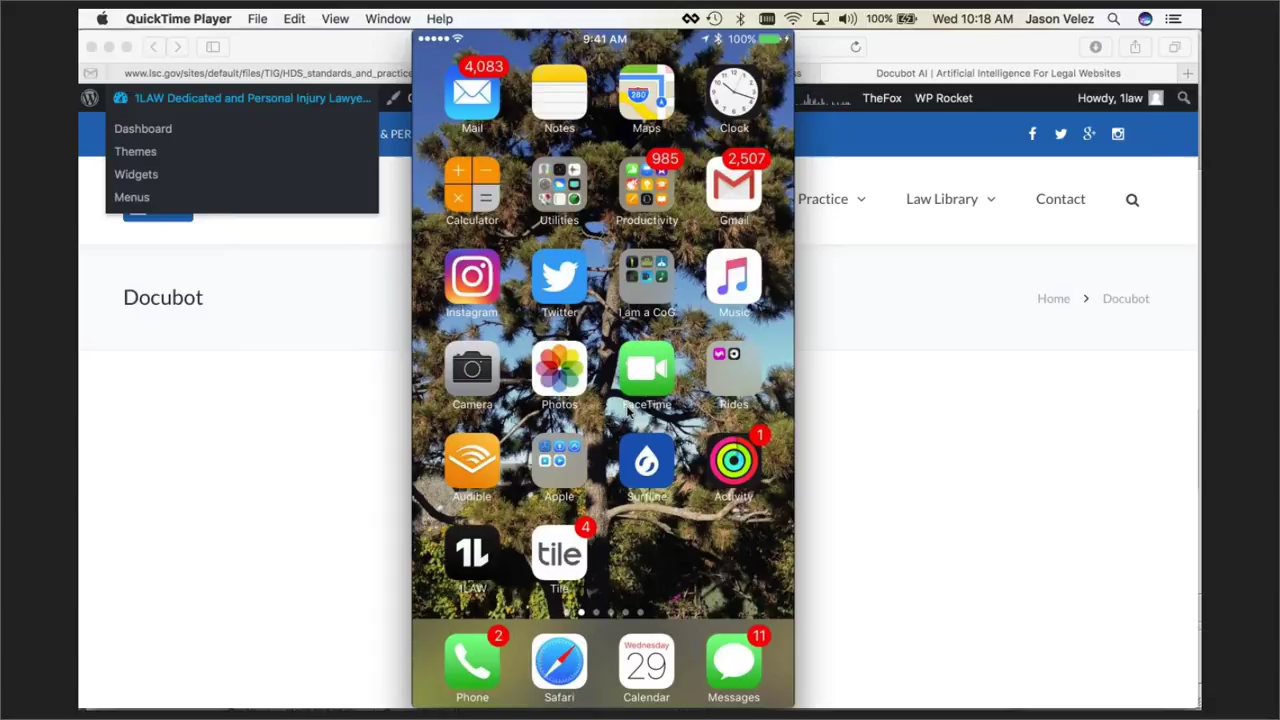 QuickTime Player File Edit View Window Help 100% Wed 10:18 AM Jason Velez
www.lsc.gov/sites/default/files/TIG/HDS_standards_and_practice
Docubot AI | Artificial Intelligence For Legal Websites
1LAW Dedicated and Personal Injury Lawye...
TheFox WP Rocket Howdy, 1law
Dashboard
Themes
Widgets
Menus
& PER
Practice Law Library Contact
Docubot
Home Docubot
9:41 AM 100%
4,083
Mail Notes Maps Clock
280
985 2,507
Calculator Utilities Productivity Gmail
Instagram Twitter I am a CoG Music
Camera Photos FaceTime Rides
1
Audible Apple Surfline Activity
4
1L tile
1LAW Tile
2 Wednesday 11
29
Phone Safari Calendar Messages